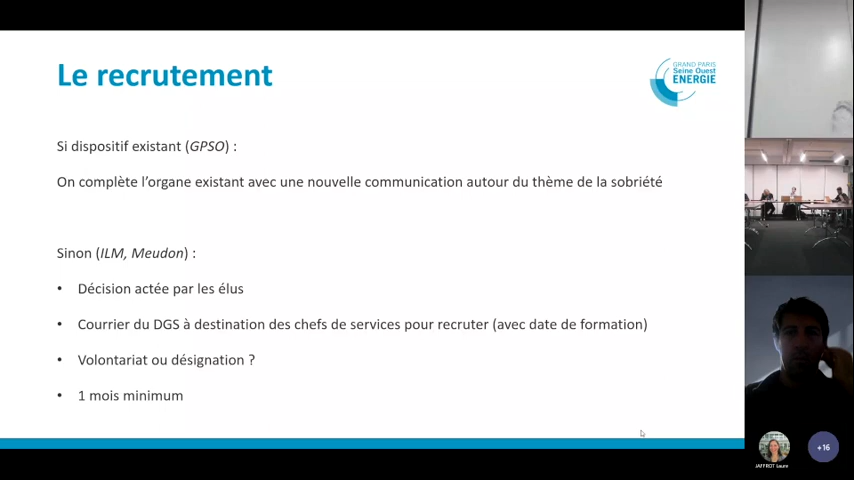 Le recrutement
GRAND PARIS
Seine Ouest
ENERGIE
Si dispositif existant (GPSO) :
On complète l’organe existant avec une nouvelle communication autour du thème de la sobriété
Sinon (ILM, Meudon) :
• Décision actée par les élus
• Courrier du DGS à destination des chefs de services pour recruter (avec date de formation)
• Volontariat ou désignation ?
• 1 mois minimum
JAFFROT Laure
+16